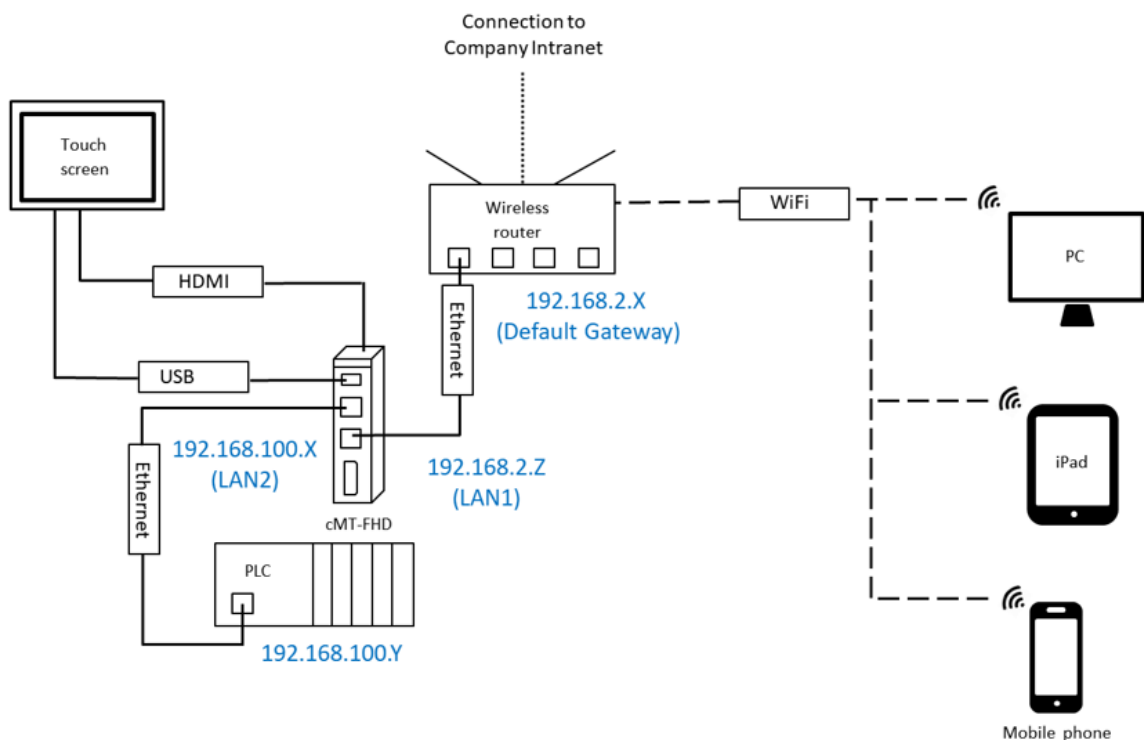 Connection to
Company Intranet
Touch
screen
Wireless
router
WiFi
PC
HDMI
Ethernet
192.168.2.X
(Default Gateway)
USB
192.168.100.X
(LAN2)
Ethernet
192.168.2.Z
(LAN1)
iPad
cMT-FHD
PLC
192.168.100.Y
Mobile phone